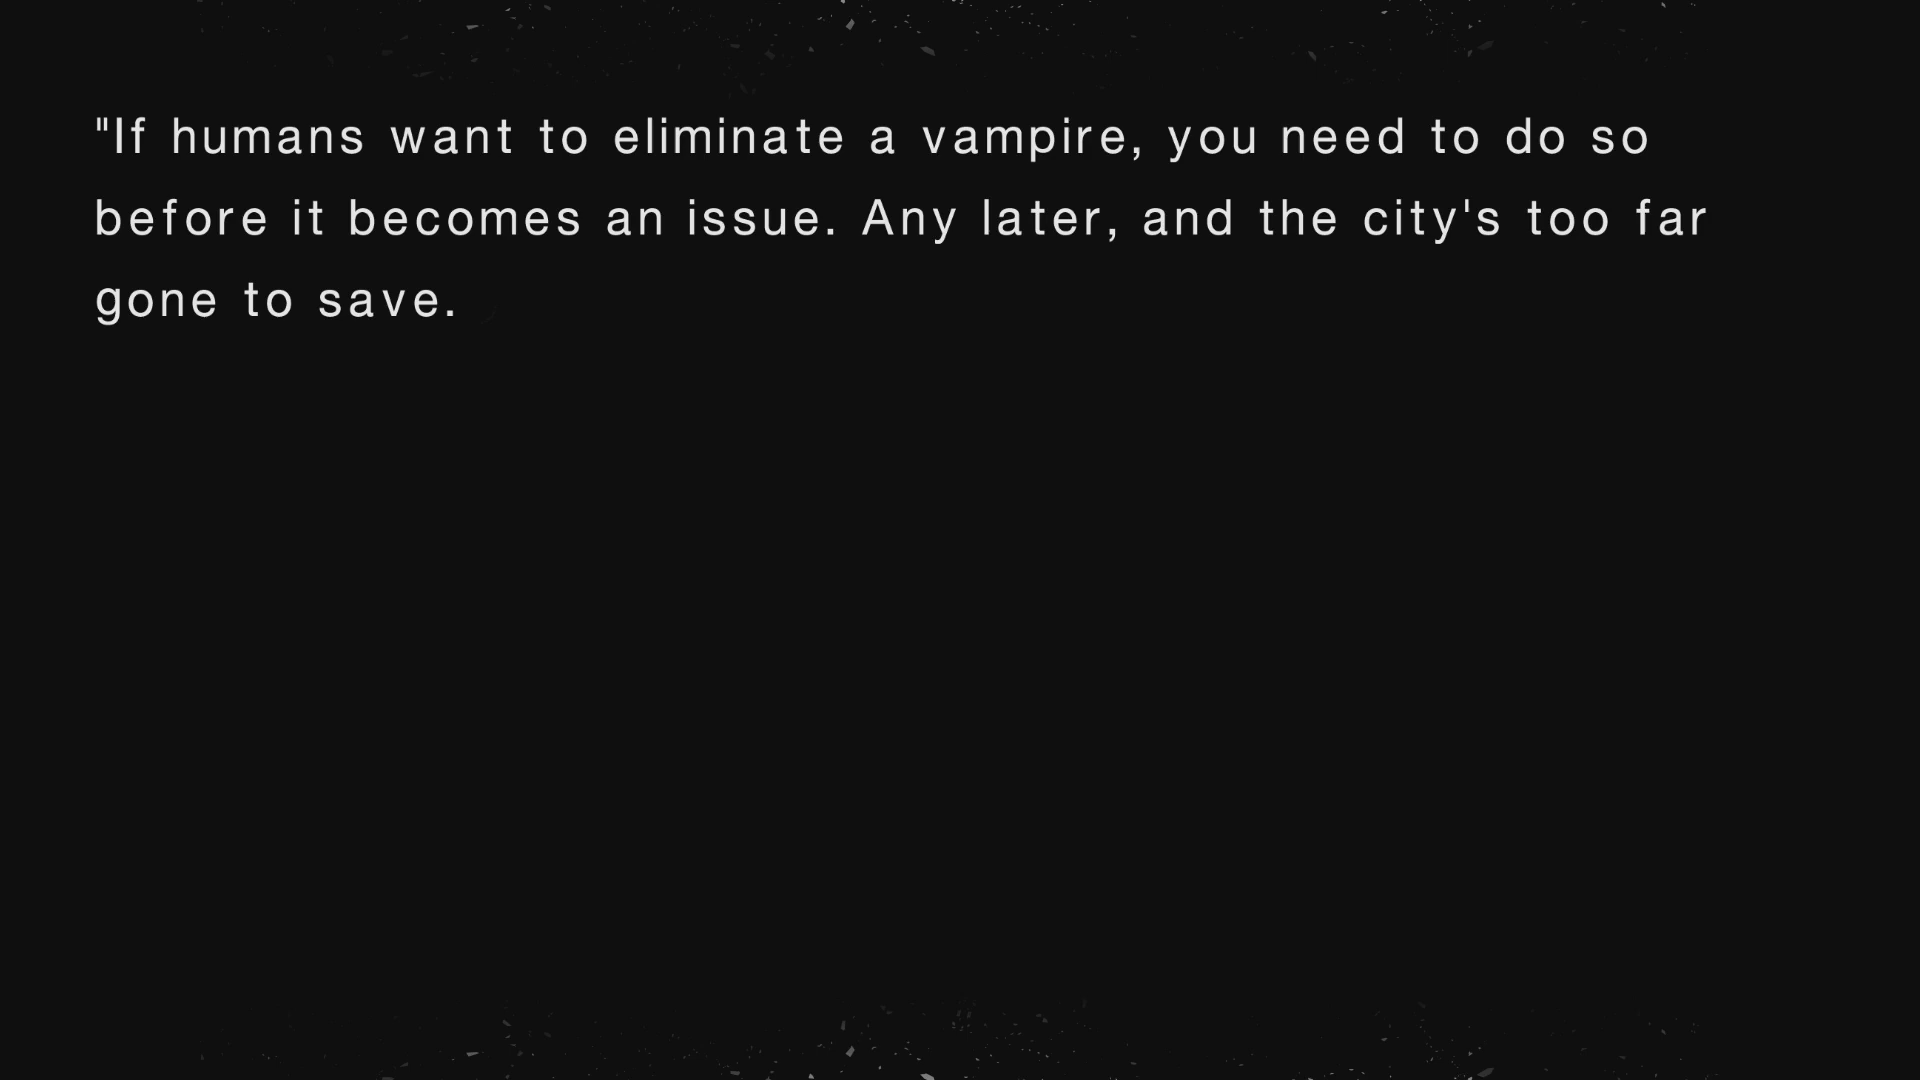 "If humans want to eliminate a vampire, you need to do so
before it becomes an issue. Any later, and the city's too far
gone to save.